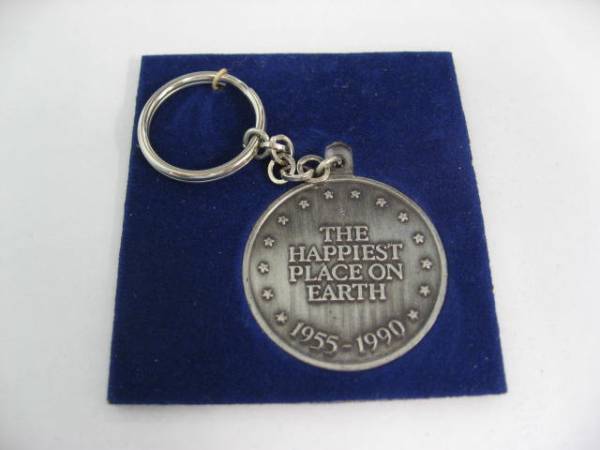 THE
HAPPIEST
PLACE ON
EARTH
1955-1990